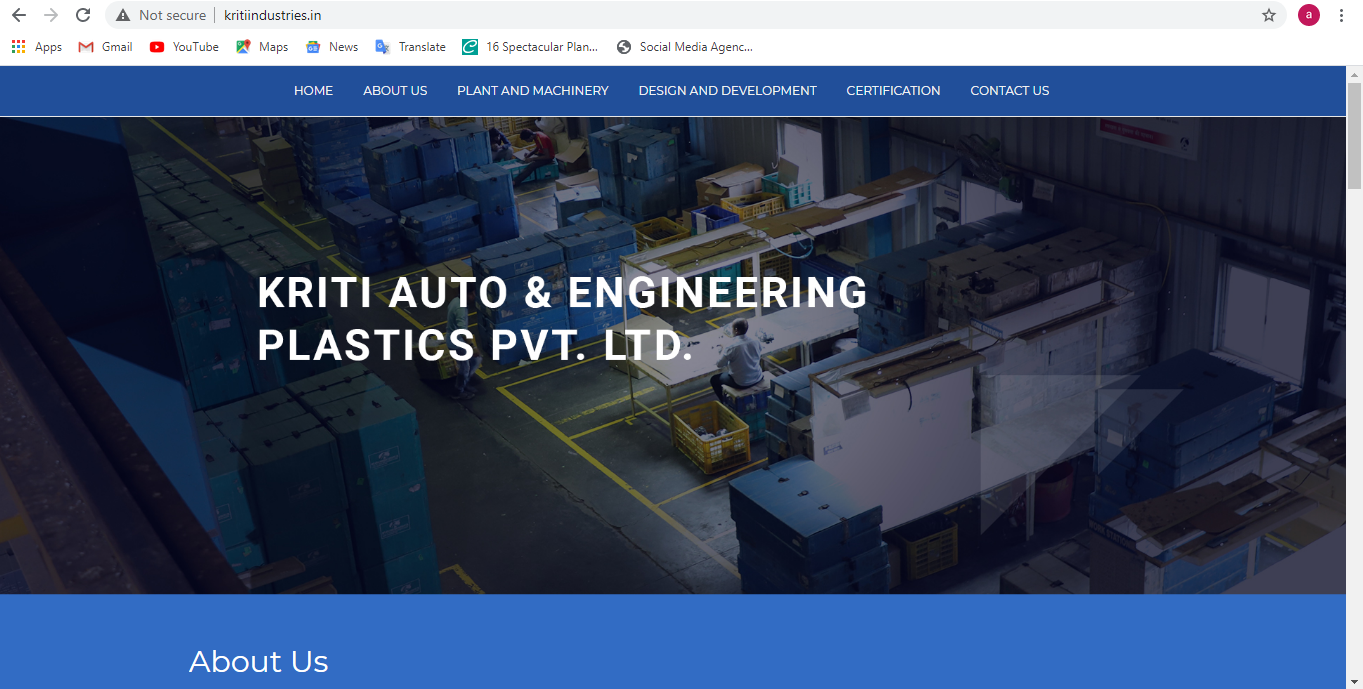 Not secure kritiindustries.in a
Apps Gmail YouTube Maps News Translate 16 Spectacular Plan... Social Media Agenc...
HOME ABOUT US PLANT AND MACHINERY DESIGN AND DEVELOPMENT CERTIFICATION CONTACT US
KRITI AUTO & ENGINEERING
PLASTICS PVT. LTD.
About Us